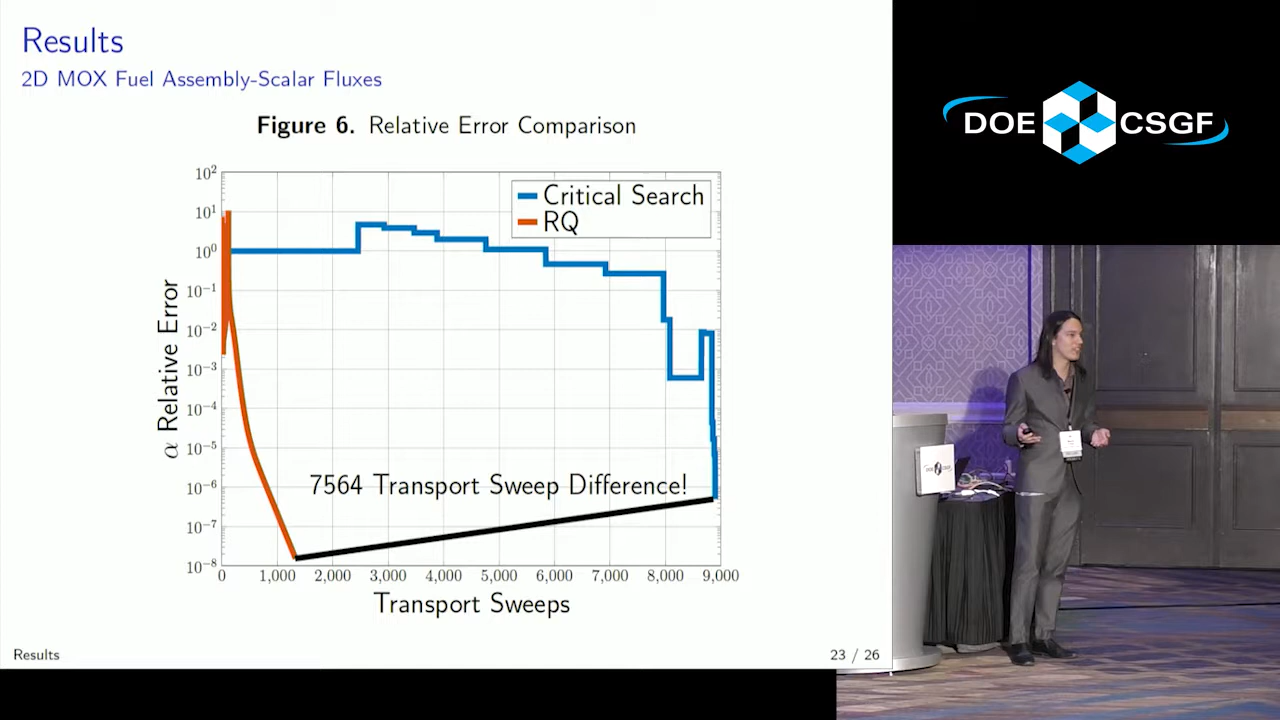 Results
2D MOX Fuel Assembly-Scalar Fluxes
Figure 6. Relative Error Comparison
Critical Search
RQ
α Relative Error
10²
10¹
10⁰
10⁻¹
10⁻²
10⁻³
10⁻⁴
10⁻⁵
10⁻⁶
10⁻⁷
10⁻⁸
7564 Transport Sweep Difference!
0 1,000 2,000 3,000 4,000 5,000 6,000 7,000 8,000 9,000
Transport Sweeps
Results 23 / 26
DOE CSGF
DOE CSGF